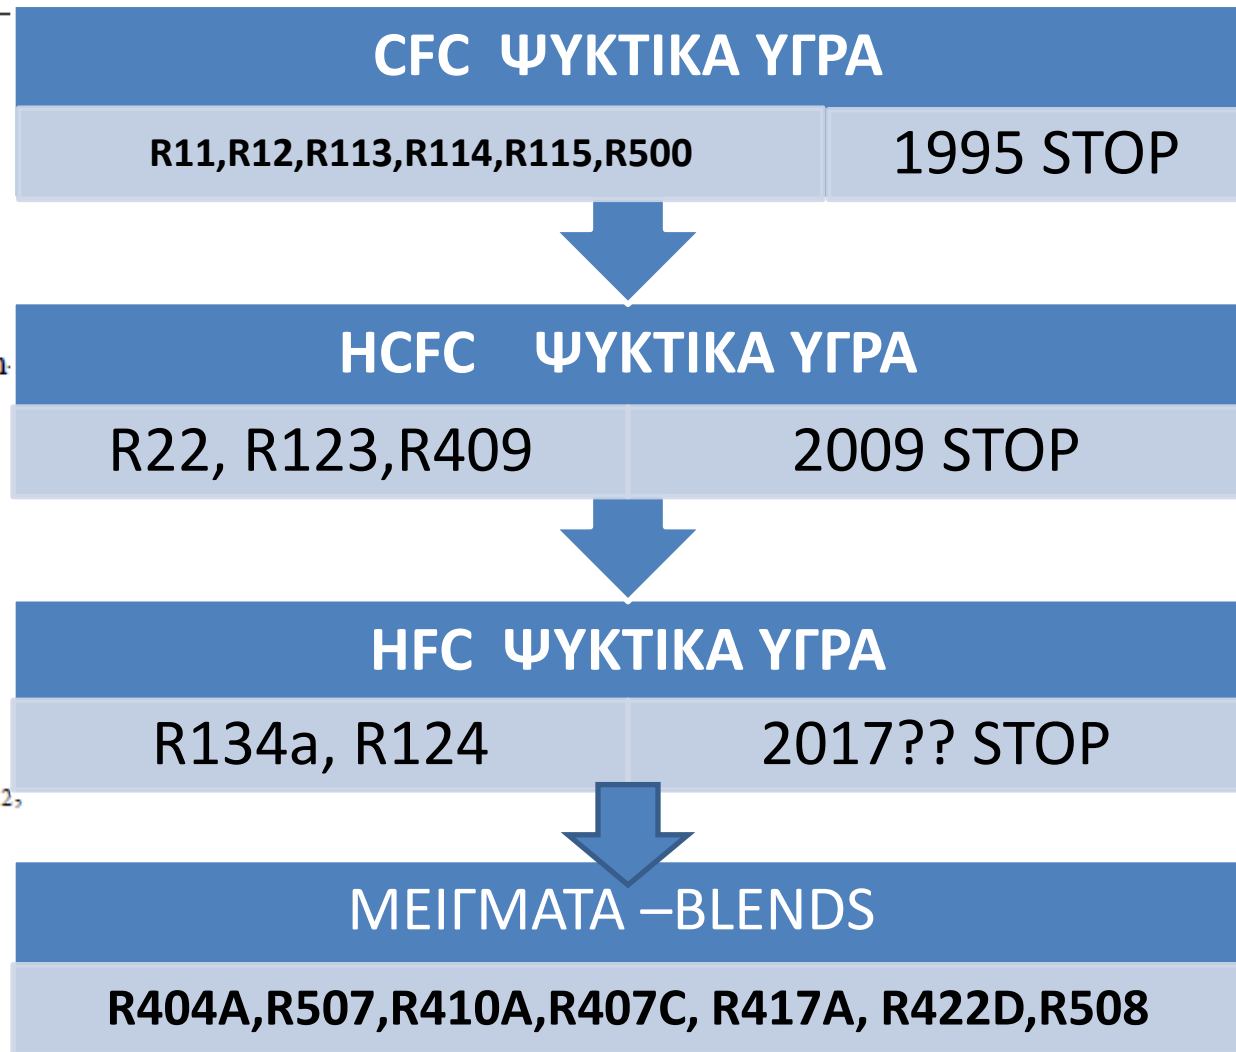 CFC ΨΥΚΤΙΚΑ ΥΓΡΑ
R11,R12,R113,R114,R115,R500
1995 STOP
HCFC ΨΥΚΤΙΚΑ ΥΓΡΑ
R22, R123,R409
2009 STOP
HFC ΨΥΚΤΙΚΑ ΥΓΡΑ
R134a, R124
2017?? STOP
ΜΕΙΓΜΑΤΑ –BLENDS
R404A,R507,R410A,R407C, R417A, R422D,R508